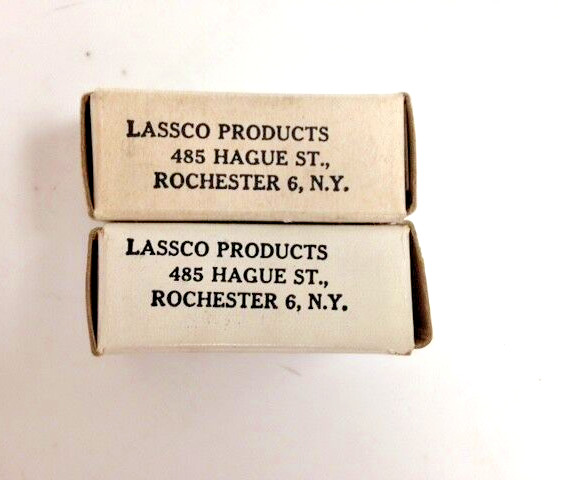 LASSCO PRODUCTS
485 HAGUE ST.,
ROCHESTER 6, N.Y.
LASSCO PRODUCTS
485 HAGUE ST.,
ROCHESTER 6, N.Y.